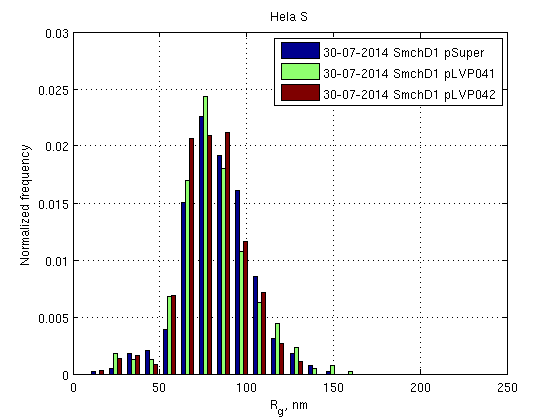 Hela S
0.03
0.025
0.02
0.015
0.01
0.005
0
Normalized frequency
30-07-2014 SmchD1 pSuper
30-07-2014 SmchD1 pLVP041
30-07-2014 SmchD1 pLVP042
0 50 100 150 200 250
R_g, nm